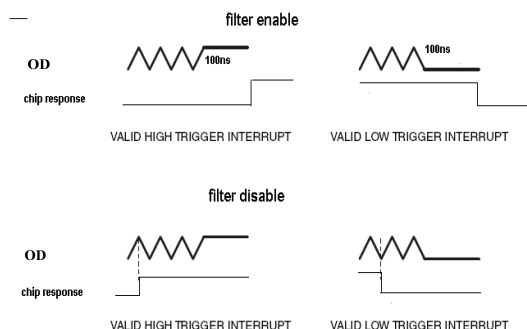 filter enable
OD
100ns
100ns
chip response
VALID HIGH TRIGGER INTERRUPT
VALID LOW TRIGGER INTERRUPT
filter disable
OD
chip response
VALID HIGH TRIGGER INTERRUPT
VALID LOW TRIGGER INTERRUPT